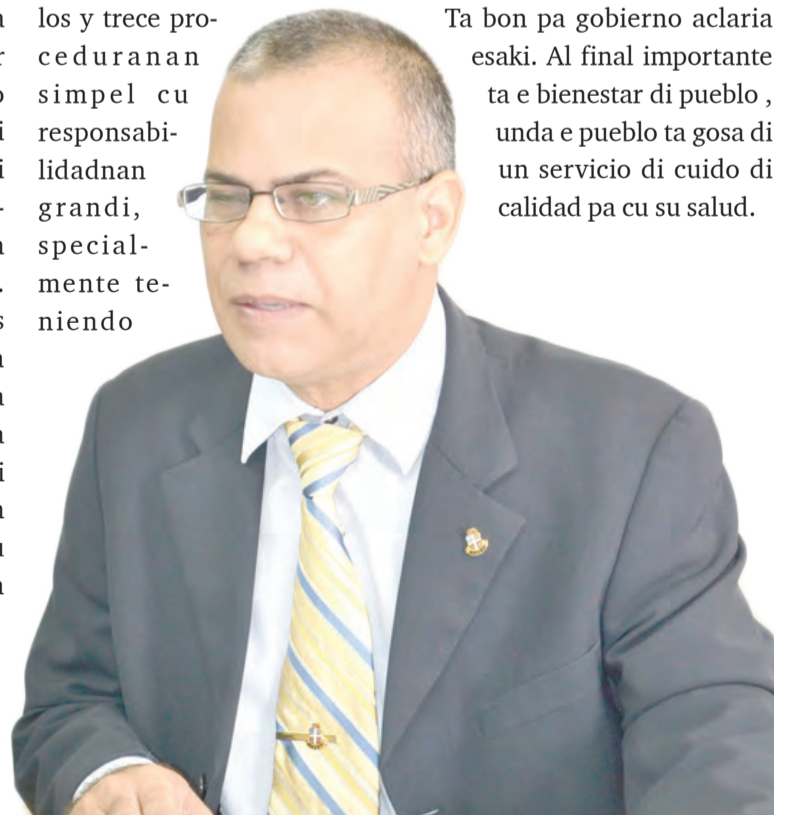 los y trece pro-
ceduranan
simpel cu
responsabi-
lidadnan
grandi,
special-
mente te-
niendo
Ta bon pa gobierno aclaria
esaki. Al final importante
ta e bienestar di pueblo ,
unda e pueblo ta gosa di
un servicio di cuido di
calidad pa cu su salud.